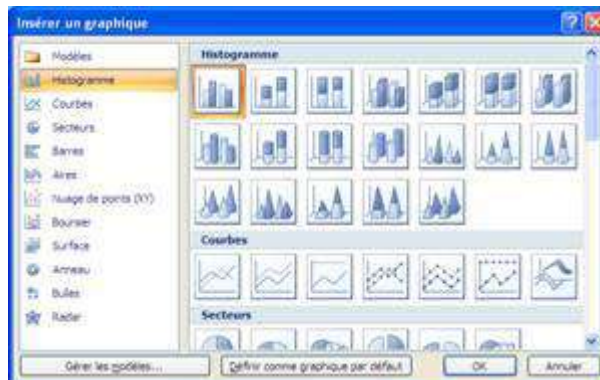 Insérer un graphique
Modèles
Histogramme
Courbes
Secteurs
Barres
Aires
Nuage de points (XY)
Boursier
Surface
Anneau
Bulles
Radar
Histogramme
Courbes
Secteurs
Gérer les modèles...
Définir comme graphique par défaut
OK
Annuler